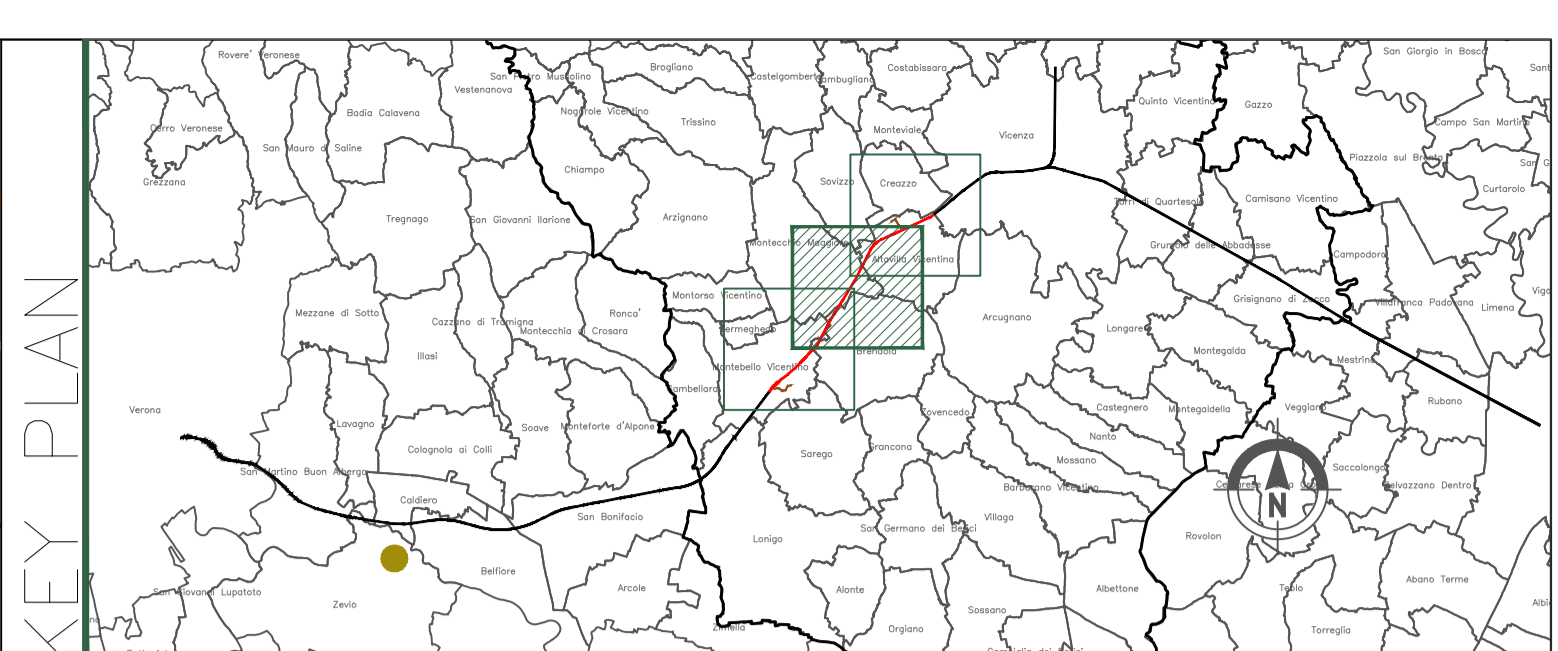 KEY PLAN
San Giorgio in Bosco
Rovere' Veronese
Brogliano
Costabissara
San Pietro Mussolino
Castelgomberto
Gambugliano
Vestenanova
Quinto Vicentino
Gazzo
Badia Calavena
Nogarole Vicentino
Trissino
Campo San Martino
Cerro Veronese
Monteviale
Vicenza
San Mauro di Saline
Piazzola sul Brenta
Chiampo
Grezzana
Sovizzo
Creazzo
Curtarolo
Torri di Quartesolo
Camisano Vicentino
Tregnago
San Giovanni Ilarione
Arzignano
Montecchio Maggiore
Grumolo delle Abbadesse
Campodoro
Altavilla Vicentina
Montorso Vicentino
Grisignano di Zocco
Villafranca Padovana
Limena
Mezzane di Sotto
Cazzano di Tramigna
Ronca'
Arcugnano
Montecchia di Crosara
Zermeghedo
Longare
Illasi
Brendola
Montegalda
Mestrino
Montebello Vicentino
Gambellara
Verona
Zovencedo
Castegnero
Montegaldella
Veggiano
Rubano
Lavagno
Soave
Monteforte d'Alpone
Nanto
Grancona
Colognola ai Colli
Sarego
Mossano
San Martino Buon Albergo
Saccolongo
Selvazzano Dentro
Barbarano Vicentino
Caldiero
San Bonifacio
Villaga
San Germano dei Berici
Lonigo
Rovolon
N
Belfiore
Arcole
Alonte
Albettone
Teolo
Abano Terme
San Giovanni Lupatoto
Zevio
Sossano
Zimella
Orgiano
Torreglia